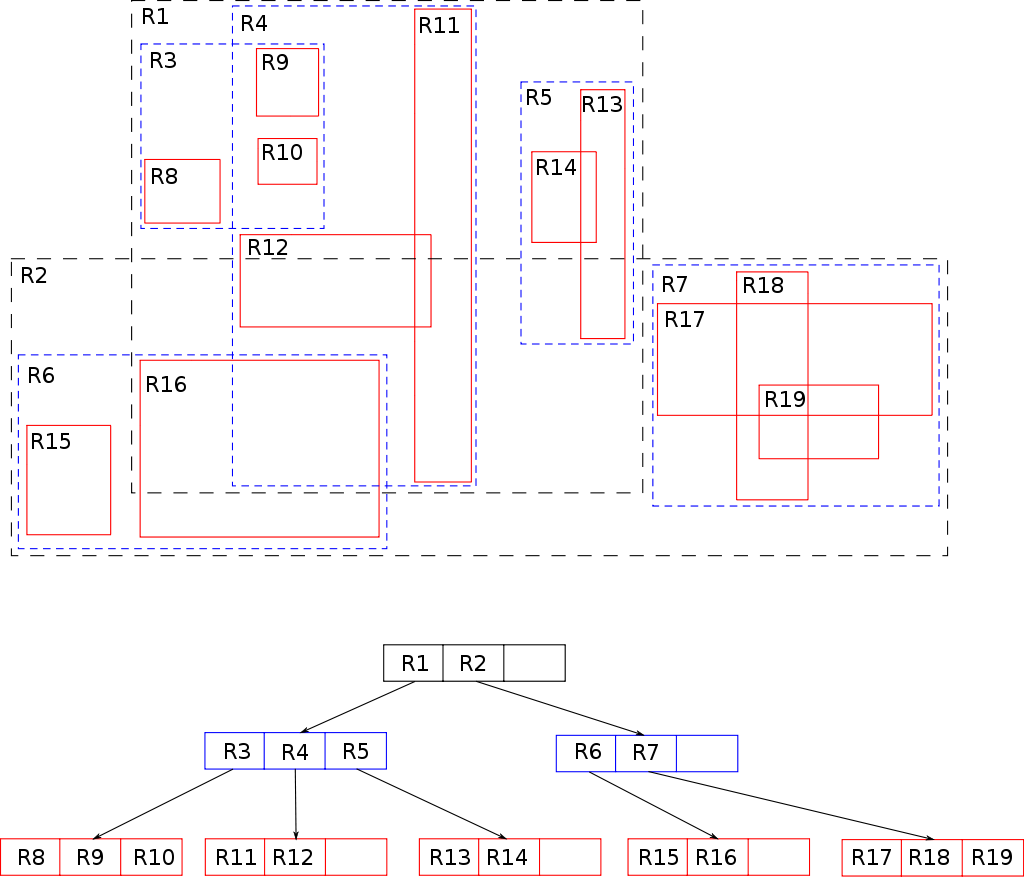 R1
R4
R11
R3
R9
R5
R13
R10
R14
R8
R12
R2
R7
R18
R17
R6
R16
R19
R15
R1 R2
R3 R4 R5
R6 R7
R8 R9 R10
R11 R12
R13 R14
R15 R16
R17 R18 R19